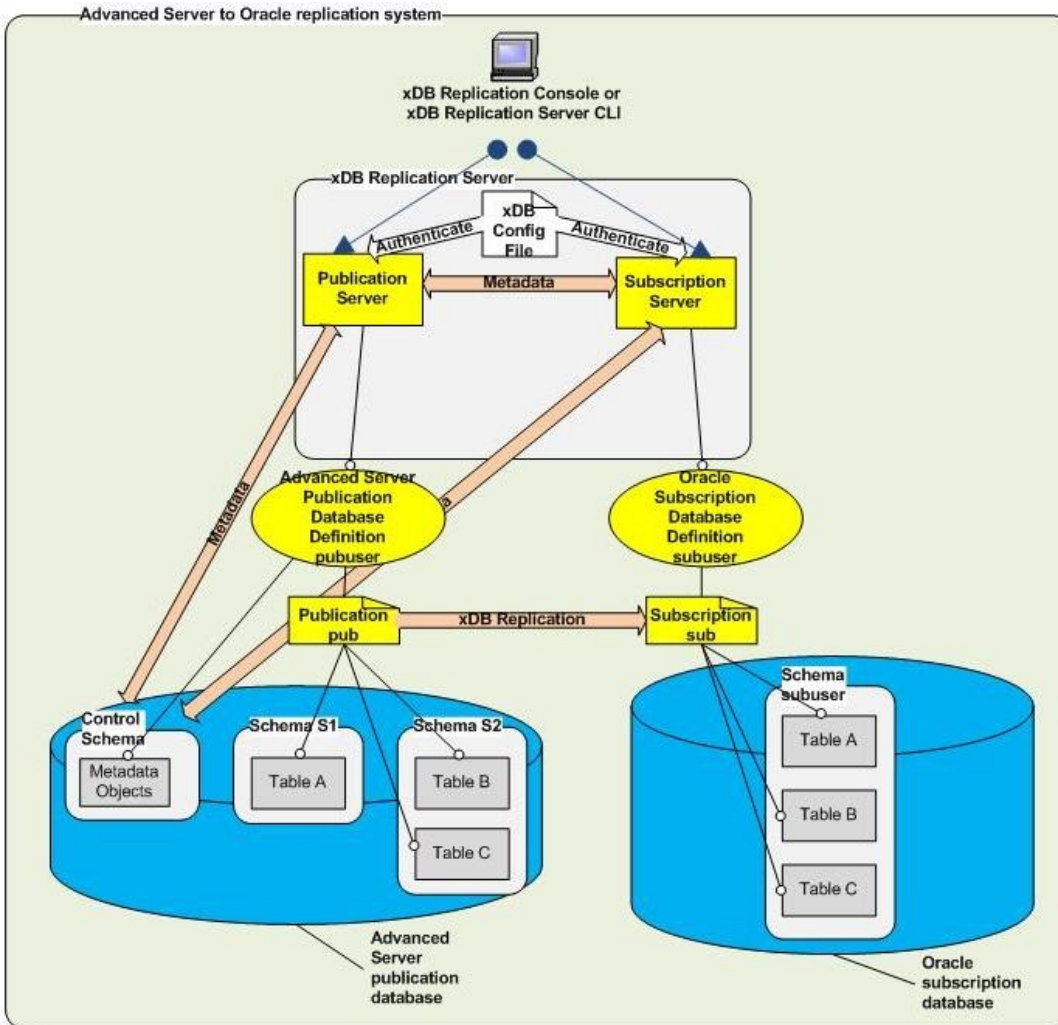 Advanced Server to Oracle replication system
xDB Replication Console or
xDB Replication Server CLI
xDB Replication Server
xDB
Config
File
Authenticate
Authenticate
Publication
Server
Metadata
Subscription
Server
Metadata
Advanced Server
Publication
Database
Definition
pubuser
a
Oracle
Subscription
Database
Definition
subuser
Publication
pub
xDB Replication
Subscription
sub
Control
Schema
Metadata
Objects
Schema S1
Table A
Schema S2
Table B
Table C
Schema
subuser
Table A
Table B
Table C
Advanced
Server
publication
database
Oracle
subscription
database